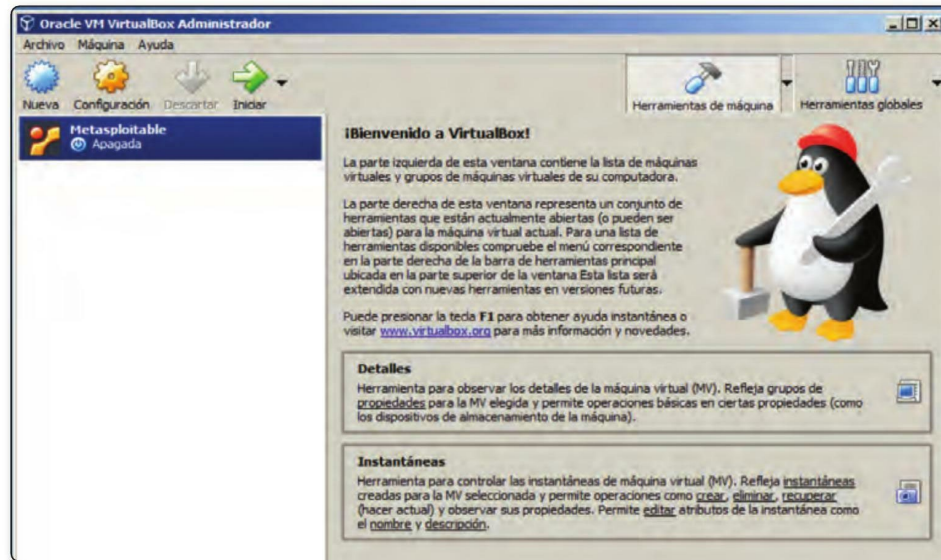 Oracle VM VirtualBox Administrador
Archivo Máquina Ayuda
Nueva Configuración Descartar Iniciar
Herramientas de máquina Herramientas globales
Metasploitable
Apagada
¡Bienvenido a VirtualBox!
La parte izquierda de esta ventana contiene la lista de máquinas
virtuales y grupos de máquinas virtuales de su computadora.
La parte derecha de esta ventana representa un conjunto de
herramientas que están actualmente abiertas (o pueden ser
abiertas) para la máquina virtual actual. Para una lista de
herramientas disponibles compruebe el menú correspondiente
en la parte derecha de la barra de herramientas principal
ubicada en la parte superior de la ventana Esta lista será
extendida con nuevas herramientas en versiones futuras.
Puede presionar la tecla F1 para obtener ayuda instantánea o
visitar www.virtualbox.org para más información y novedades.
Detalles
Herramienta para observar los detalles de la máquina virtual (MV). Refleja grupos de
propiedades para la MV elegida y permite operaciones básicas en ciertas propiedades (como
los dispositivos de almacenamiento de la máquina).
Instantáneas
Herramienta para controlar las instantáneas de máquina virtual (MV). Refleja instantáneas
creadas para la MV seleccionada y permite operaciones como crear, eliminar, recuperar
(hacer actual) y observar sus propiedades. Permite editar atributos de la instantánea como
el nombre y descripción.